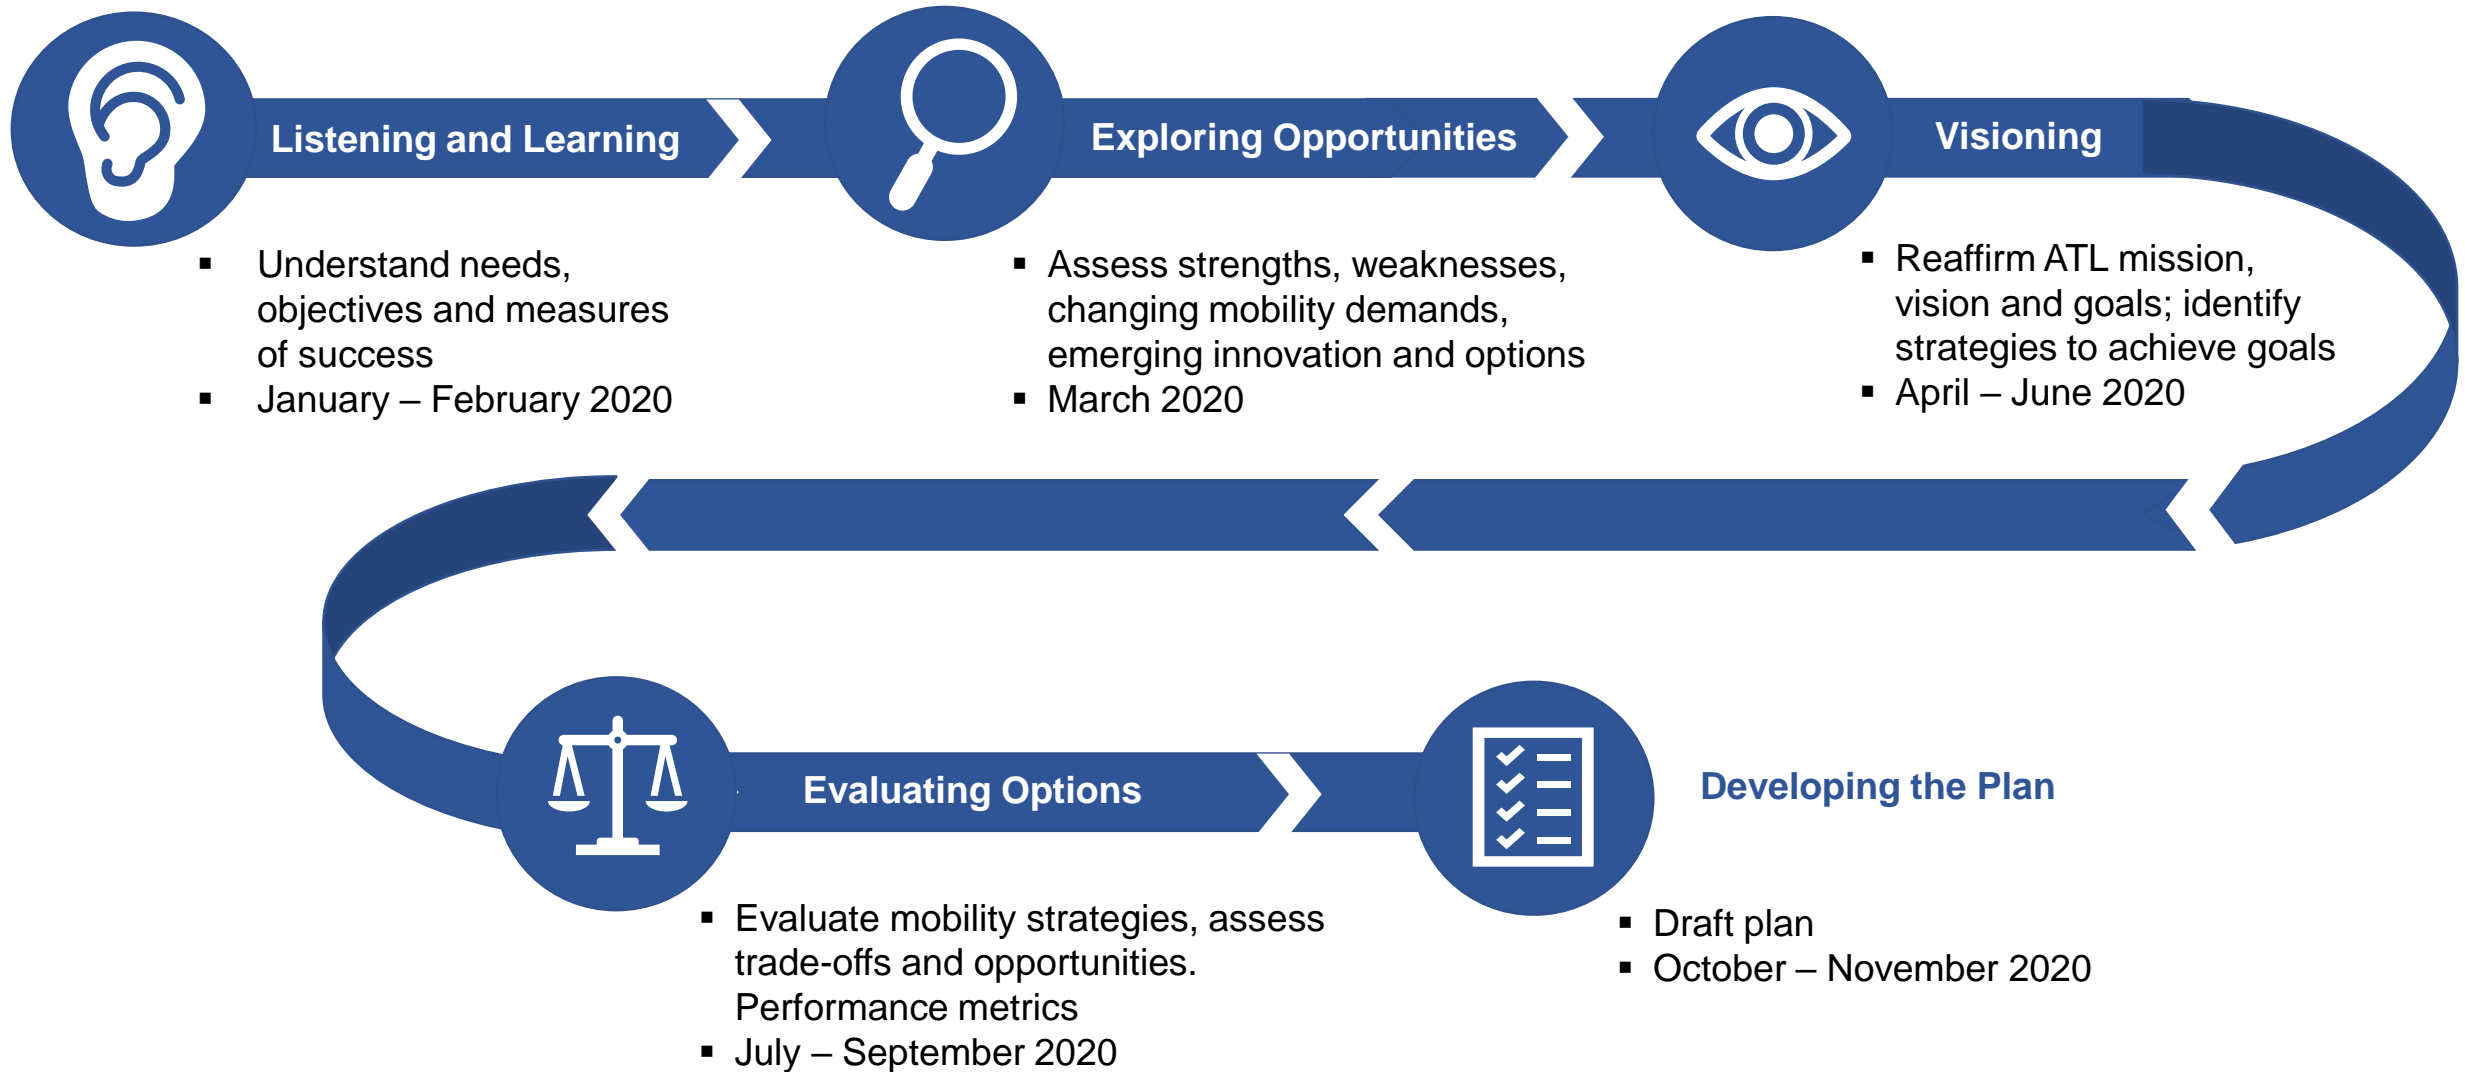 Listening and Learning
▪ Understand needs,
objectives and measures
of success
▪ January – February 2020
Exploring Opportunities
▪ Assess strengths, weaknesses,
changing mobility demands,
emerging innovation and options
▪ March 2020
Visioning
▪ Reaffirm ATL mission,
vision and goals; identify
strategies to achieve goals
▪ April – June 2020
Evaluating Options
▪ Evaluate mobility strategies, assess
trade-offs and opportunities.
Performance metrics
▪ July – September 2020
Developing the Plan
▪ Draft plan
▪ October – November 2020